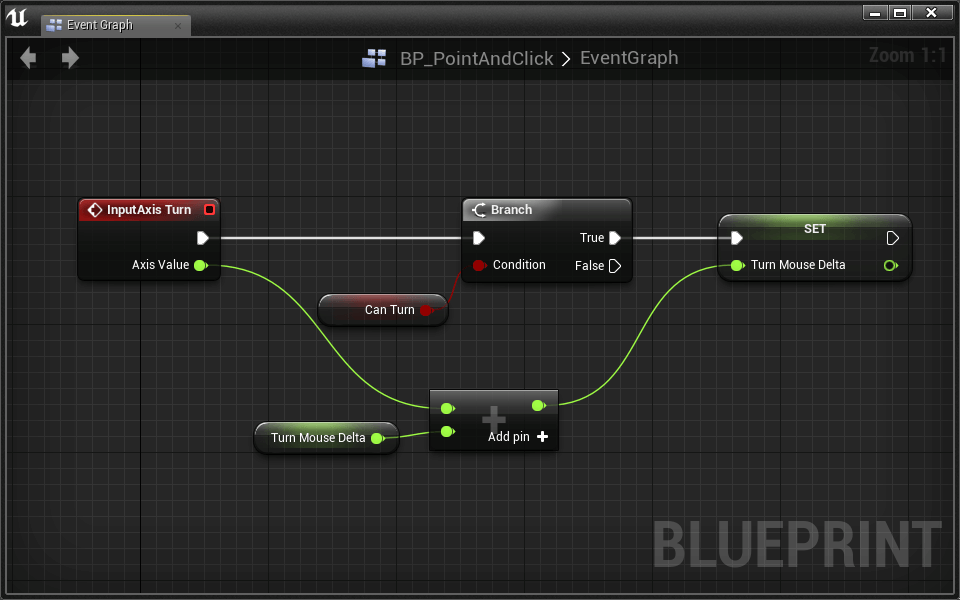 Event Graph
BP_PointAndClick > EventGraph
Zoom 1:1
InputAxis Turn
Axis Value
Branch
True
Condition
False
SET
Turn Mouse Delta
Can Turn
Turn Mouse Delta
Add pin
BLUEPRINT